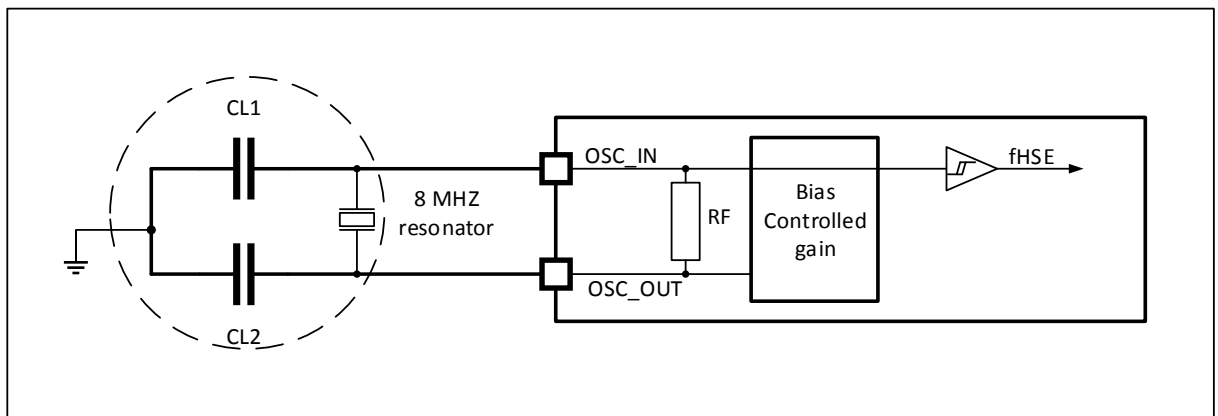 CL1
OSC_IN
fHSE
8 MHZ
resonator
RF
Bias
Controlled
gain
OSC_OUT
CL2